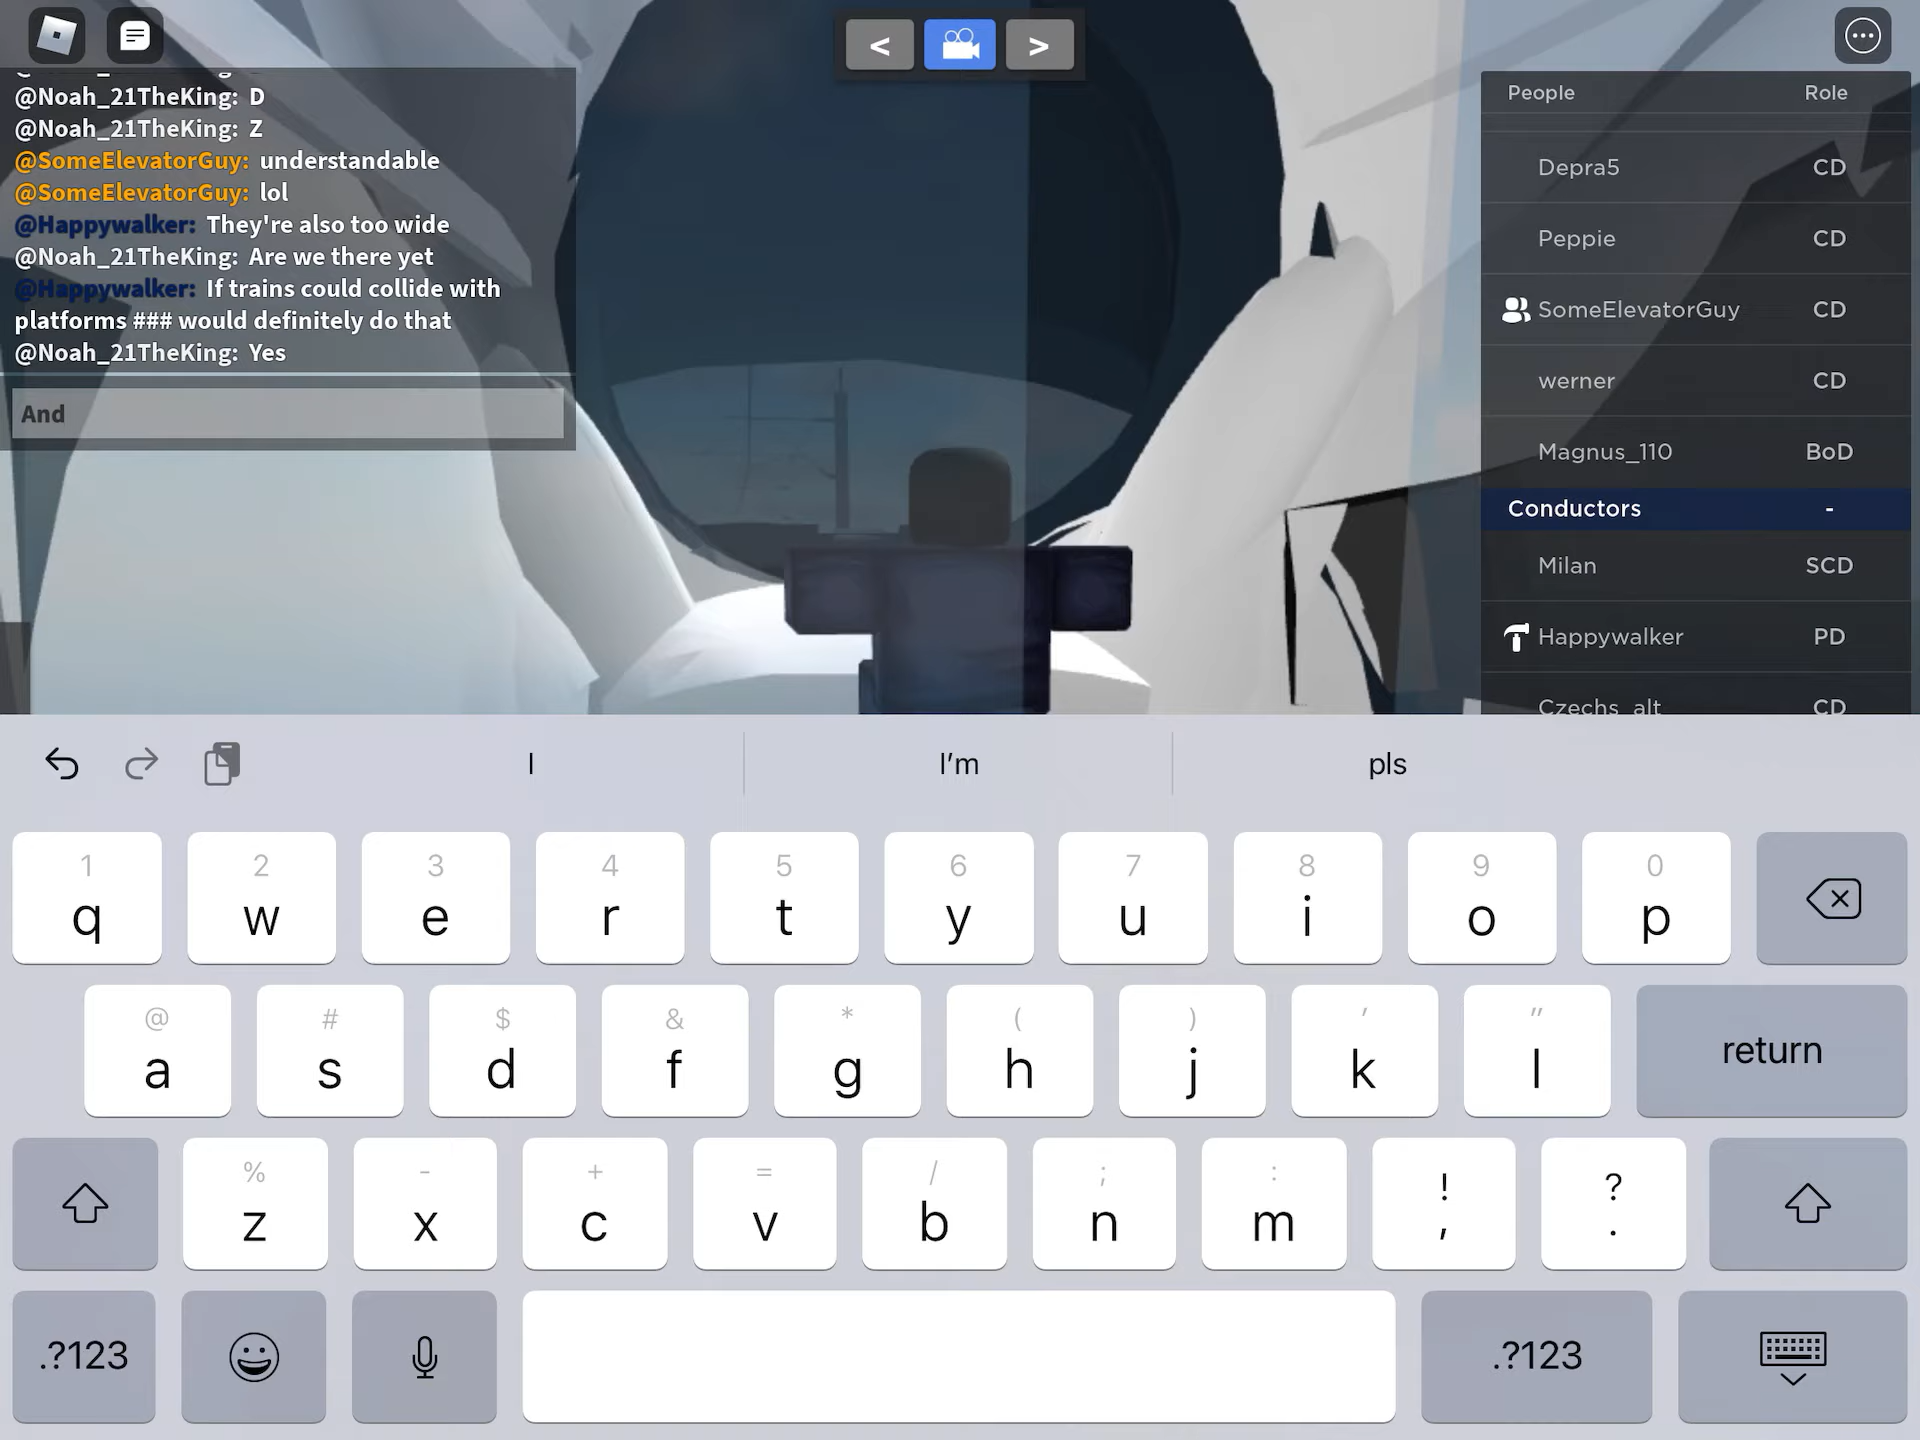 @Noah_21TheKing: D
@Noah_21TheKing: Z
@SomeElevatorGuy: understandable
@SomeElevatorGuy: lol
@Happywalker: They're also too wide
@Noah_21TheKing: Are we there yet
@Happywalker: If trains could collide with
platforms ### would definitely do that
@Noah_21TheKing: Yes
And
< >
People Role
Depra5 CD
Peppie CD
SomeElevatorGuy CD
werner CD
Magnus_110 BoD
Conductors -
Milan SCD
Happywalker PD
Czechs_alt CD
I I'm pls
1 2 3 4 5 6 7 8 9 0
q w e r t y u i o p
@ # $ & * ( ) ' "
a s d f g h j k l return
% - + = / ; : ! ?
z x c v b n m , .
.?123 .?123